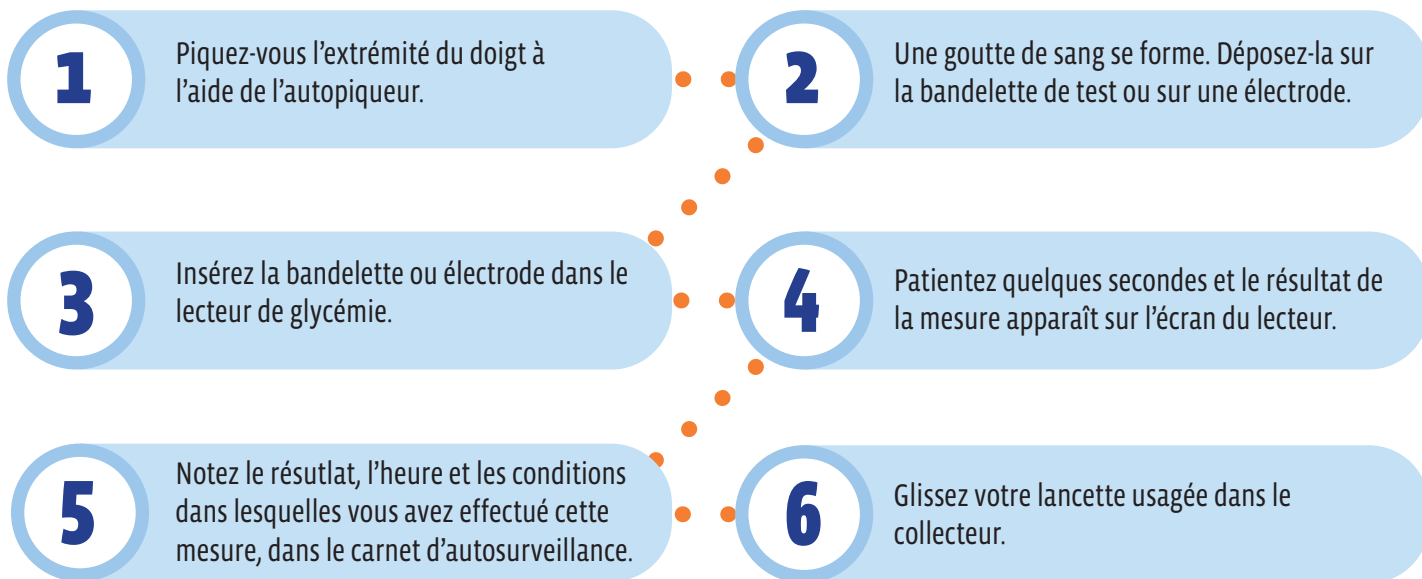 1
Piquez-vous l’extrémité du doigt à
l’aide de l’autopiqueur.
2
Une goutte de sang se forme. Déposez-la sur
la bandelette de test ou sur une électrode.
3
Insérez la bandelette ou électrode dans le
lecteur de glycémie.
4
Patientez quelques secondes et le résultat de
la mesure apparaît sur l’écran du lecteur.
5
Notez le résutlat, l’heure et les conditions
dans lesquelles vous avez effectué cette
mesure, dans le carnet d’autosurveillance.
6
Glissez votre lancette usagée dans le
collecteur.